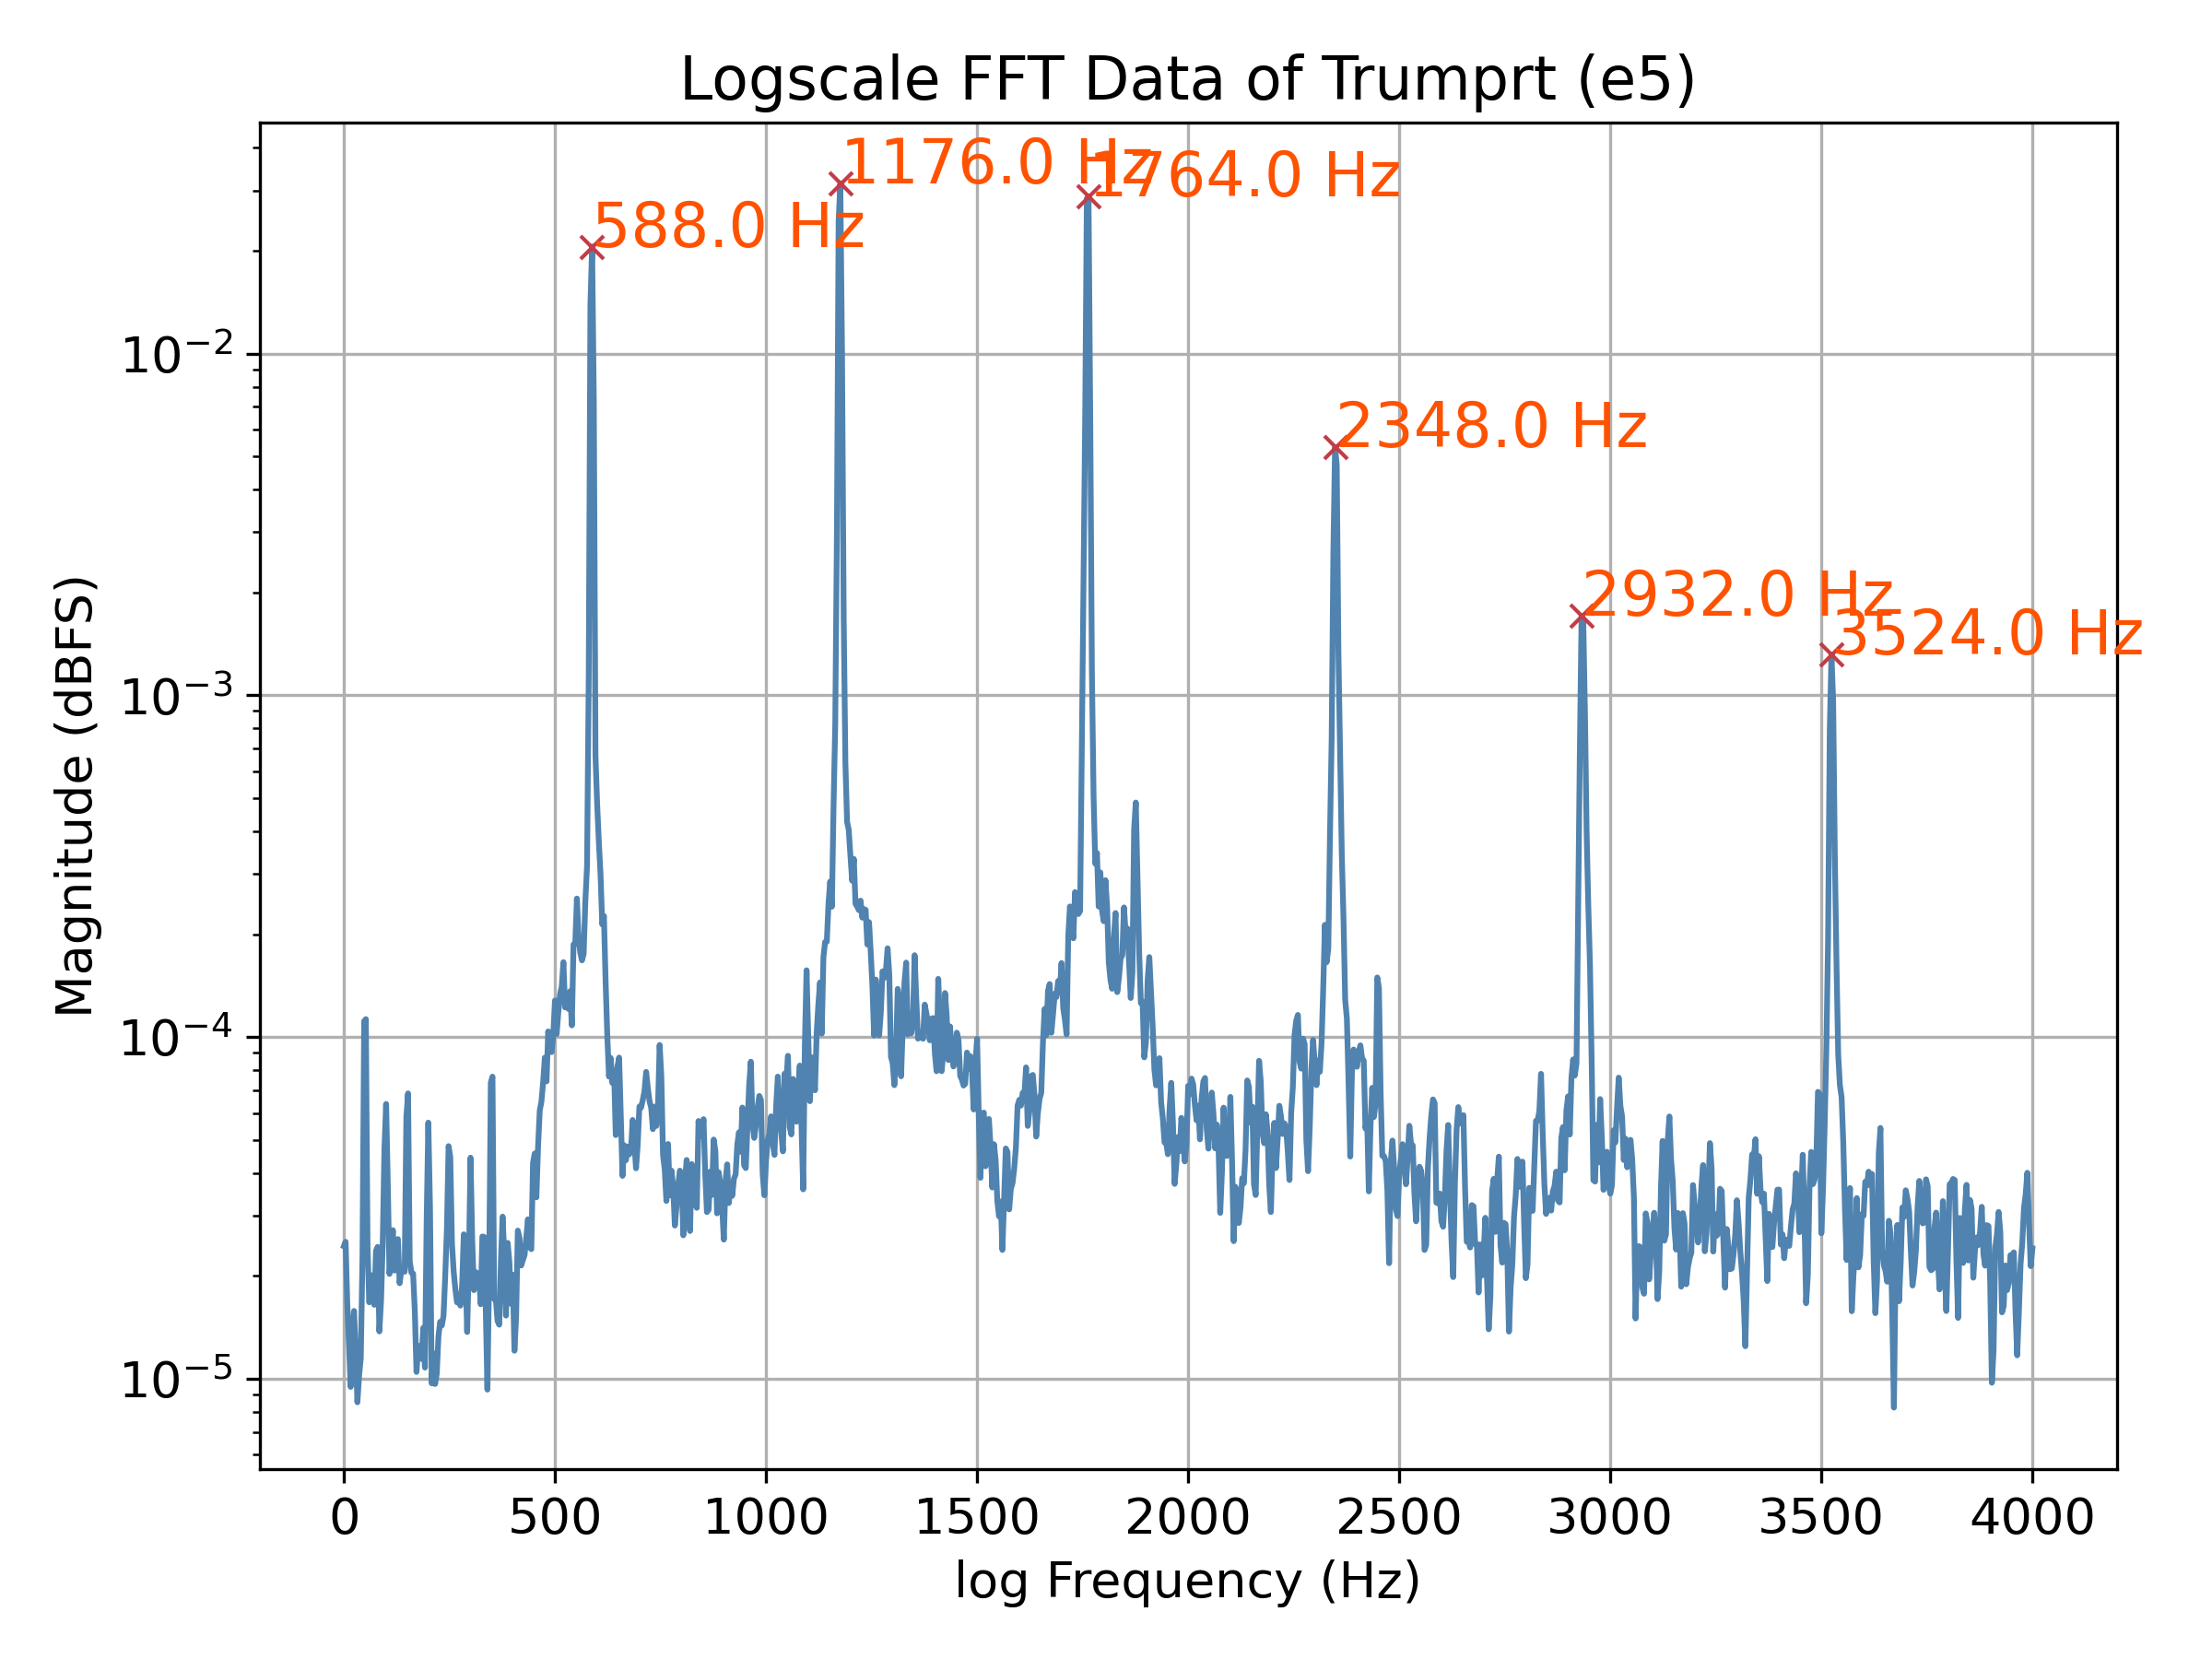 Logscale FFT Data of Trumprt (e5)
1176.0 Hz
1764.0 Hz
588.0 Hz
2348.0 Hz
2932.0 Hz
3524.0 Hz
10⁻²
10⁻³
10⁻⁴
10⁻⁵
Magnitude (dBFS)
0 500 1000 1500 2000 2500 3000 3500 4000
log Frequency (Hz)